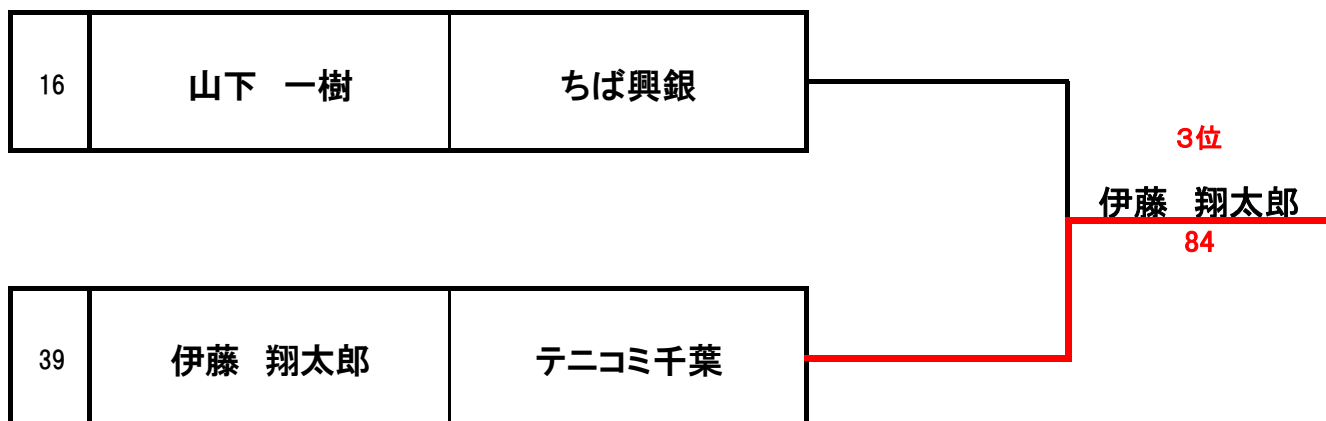 16 山下 一樹 ちば興銀
3位
伊藤 翔太郎
84
39 伊藤 翔太郎 テニコミ千葉